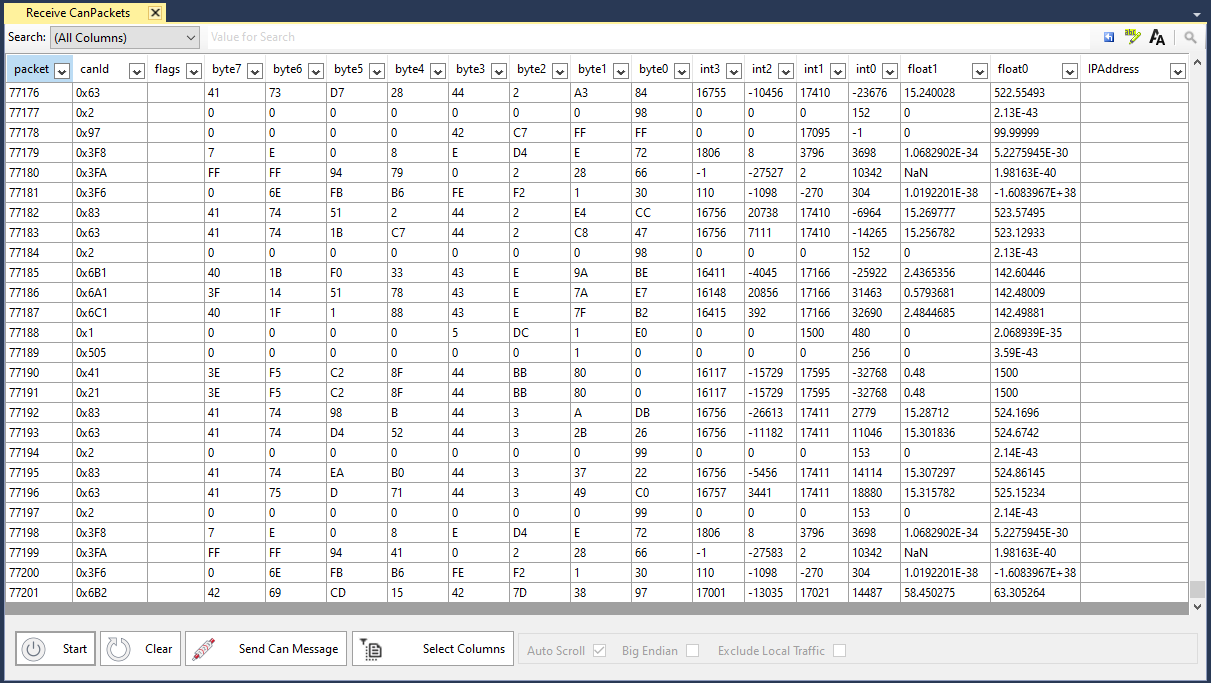 Receive CanPackets
Search: (All Columns) Value for Search
packet canId flags byte7 byte6 byte5 byte4 byte3 byte2 byte1 byte0 int3 int2 int1 int0 float1 float0 IPAddress
77176 0x63 41 73 D7 28 44 2 A3 84 16755 -10456 17410 -23676 15.240028 522.55493
77177 0x2 0 0 0 0 0 0 0 98 0 0 0 152 0 2.13E-43
77178 0x97 0 0 0 0 42 C7 FF FF 0 0 17095 -1 0 99.99999
77179 0x3F8 7 E 0 8 E D4 E 72 1806 8 3796 3698 1.0682902E-34 5.2275945E-30
77180 0x3FA FF FF 94 79 0 2 28 66 -1 -27527 2 10342 NaN 1.98163E-40
77181 0x3F6 0 6E FB B6 FE F2 1 30 110 -1098 -270 304 1.0192201E-38 -1.6083967E+38
77182 0x83 41 74 51 2 44 2 E4 CC 16756 20738 17410 -6964 15.269777 523.57495
77183 0x63 41 74 1B C7 44 2 C8 47 16756 7111 17410 -14265 15.256782 523.12933
77184 0x2 0 0 0 0 0 0 0 98 0 0 0 152 0 2.13E-43
77185 0x6B1 40 1B F0 33 43 E 9A BE 16411 -4045 17166 -25922 2.4365356 142.60446
77186 0x6A1 3F 14 51 78 43 E 7A E7 16148 20856 17166 31463 0.5793681 142.48009
77187 0x6C1 40 1F 1 88 43 E 7F B2 16415 392 17166 32690 2.4844685 142.49881
77188 0x1 0 0 0 0 5 DC 1 E0 0 0 1500 480 0 2.068939E-35
77189 0x505 0 0 0 0 0 0 1 0 0 0 0 256 0 3.59E-43
77190 0x41 3E F5 C2 8F 44 BB 80 0 16117 -15729 17595 -32768 0.48 1500
77191 0x21 3E F5 C2 8F 44 BB 80 0 16117 -15729 17595 -32768 0.48 1500
77192 0x83 41 74 98 B 44 3 A DB 16756 -26613 17411 2779 15.28712 524.1696
77193 0x63 41 74 D4 52 44 3 2B 26 16756 -11182 17411 11046 15.301836 524.6742
77194 0x2 0 0 0 0 0 0 0 99 0 0 0 153 0 2.14E-43
77195 0x83 41 74 EA B0 44 3 37 22 16756 -5456 17411 14114 15.307297 524.86145
77196 0x63 41 75 D 71 44 3 49 C0 16757 3441 17411 18880 15.315782 525.15234
77197 0x2 0 0 0 0 0 0 0 99 0 0 0 153 0 2.14E-43
77198 0x3F8 7 E 0 8 E D4 E 72 1806 8 3796 3698 1.0682902E-34 5.2275945E-30
77199 0x3FA FF FF 94 41 0 2 28 66 -1 -27583 2 10342 NaN 1.98163E-40
77200 0x3F6 0 6E FB B6 FE F2 1 30 110 -1098 -270 304 1.0192201E-38 -1.6083967E+38
77201 0x6B2 42 69 CD 15 42 7D 38 97 17001 -13035 17021 14487 58.450275 63.305264
Start Clear Send Can Message Select Columns Auto Scroll Big Endian Exclude Local Traffic